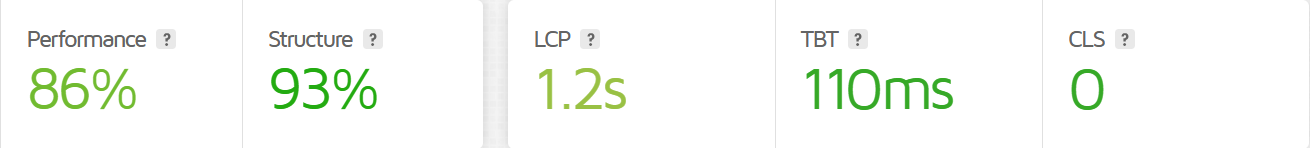 Performance ? Structure ? LCP ? TBT ? CLS ?
86% 93% 1.2s 110ms 0